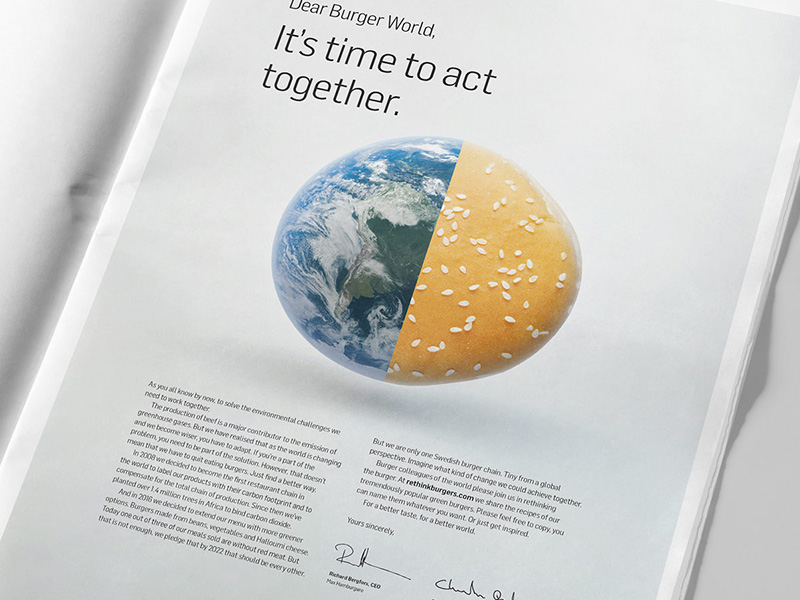 Dear Burger World,
It's time to act
together.
As you all know by now, to solve the environmental challenges we
need to work together.
The production of beef is a major contributor to the emission of
greenhouse gases. But we have realised that as the world is changing
and we become wiser, you have to adapt. If you're a part of the
problem, you need to be part of the solution. However, that doesn't
mean that we have to quit eating burgers. Just find a better way.
In 2008 we decided to become the first restaurant chain in
the world to label our products with their carbon footprint and to
compensate for the total chain of production. Since then we've
planted over 1.4 million trees in Africa to bind carbon dioxide.
And in 2016 we decided to extend our menu with more greener
options. Burgers made from beans, vegetables and Halloumi cheese.
Today one out of three of our meals sold are without red meat. But
that is not enough, we pledge that by 2022 that should be every other.
But we are only one Swedish burger chain. Tiny from a global
perspective. Imagine what kind of change we could achieve together.
Burger colleagues of the world please join us in rethinking
the burger. At rethinkburgers.com we share the recipes of our
tremendously popular green burgers. Please feel free to copy, you
can name them whatever you want. Or just get inspired.
For a better taste, for a better world.
Yours sincerely,
Richard Bergfors, CEO
Max Hamburgare